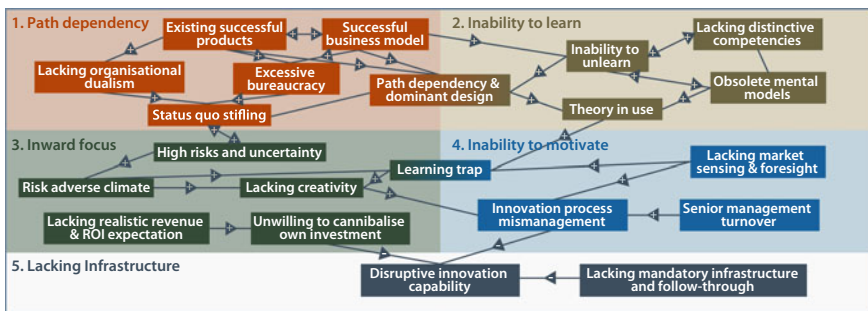 1. Path dependency
Existing successful
products
Successful
business model
Lacking organisational
dualism
Excessive
bureaucracy
Path dependency &
dominant design
Status quo stifling
2. Inability to learn
Lacking distinctive
competencies
Inability to
unlearn
Obsolete mental
models
Theory in use
3. Inward focus
High risks and uncertainty
Risk adverse climate
Lacking creativity
Learning trap
Lacking realistic revenue
& ROI expectation
Unwilling to cannibalise
own investment
4. Inability to motivate
Lacking market
sensing & foresight
Innovation process
mismanagement
Senior management
turnover
5. Lacking Infrastructure
Disruptive innovation
capability
Lacking mandatory infrastructure
and follow-through